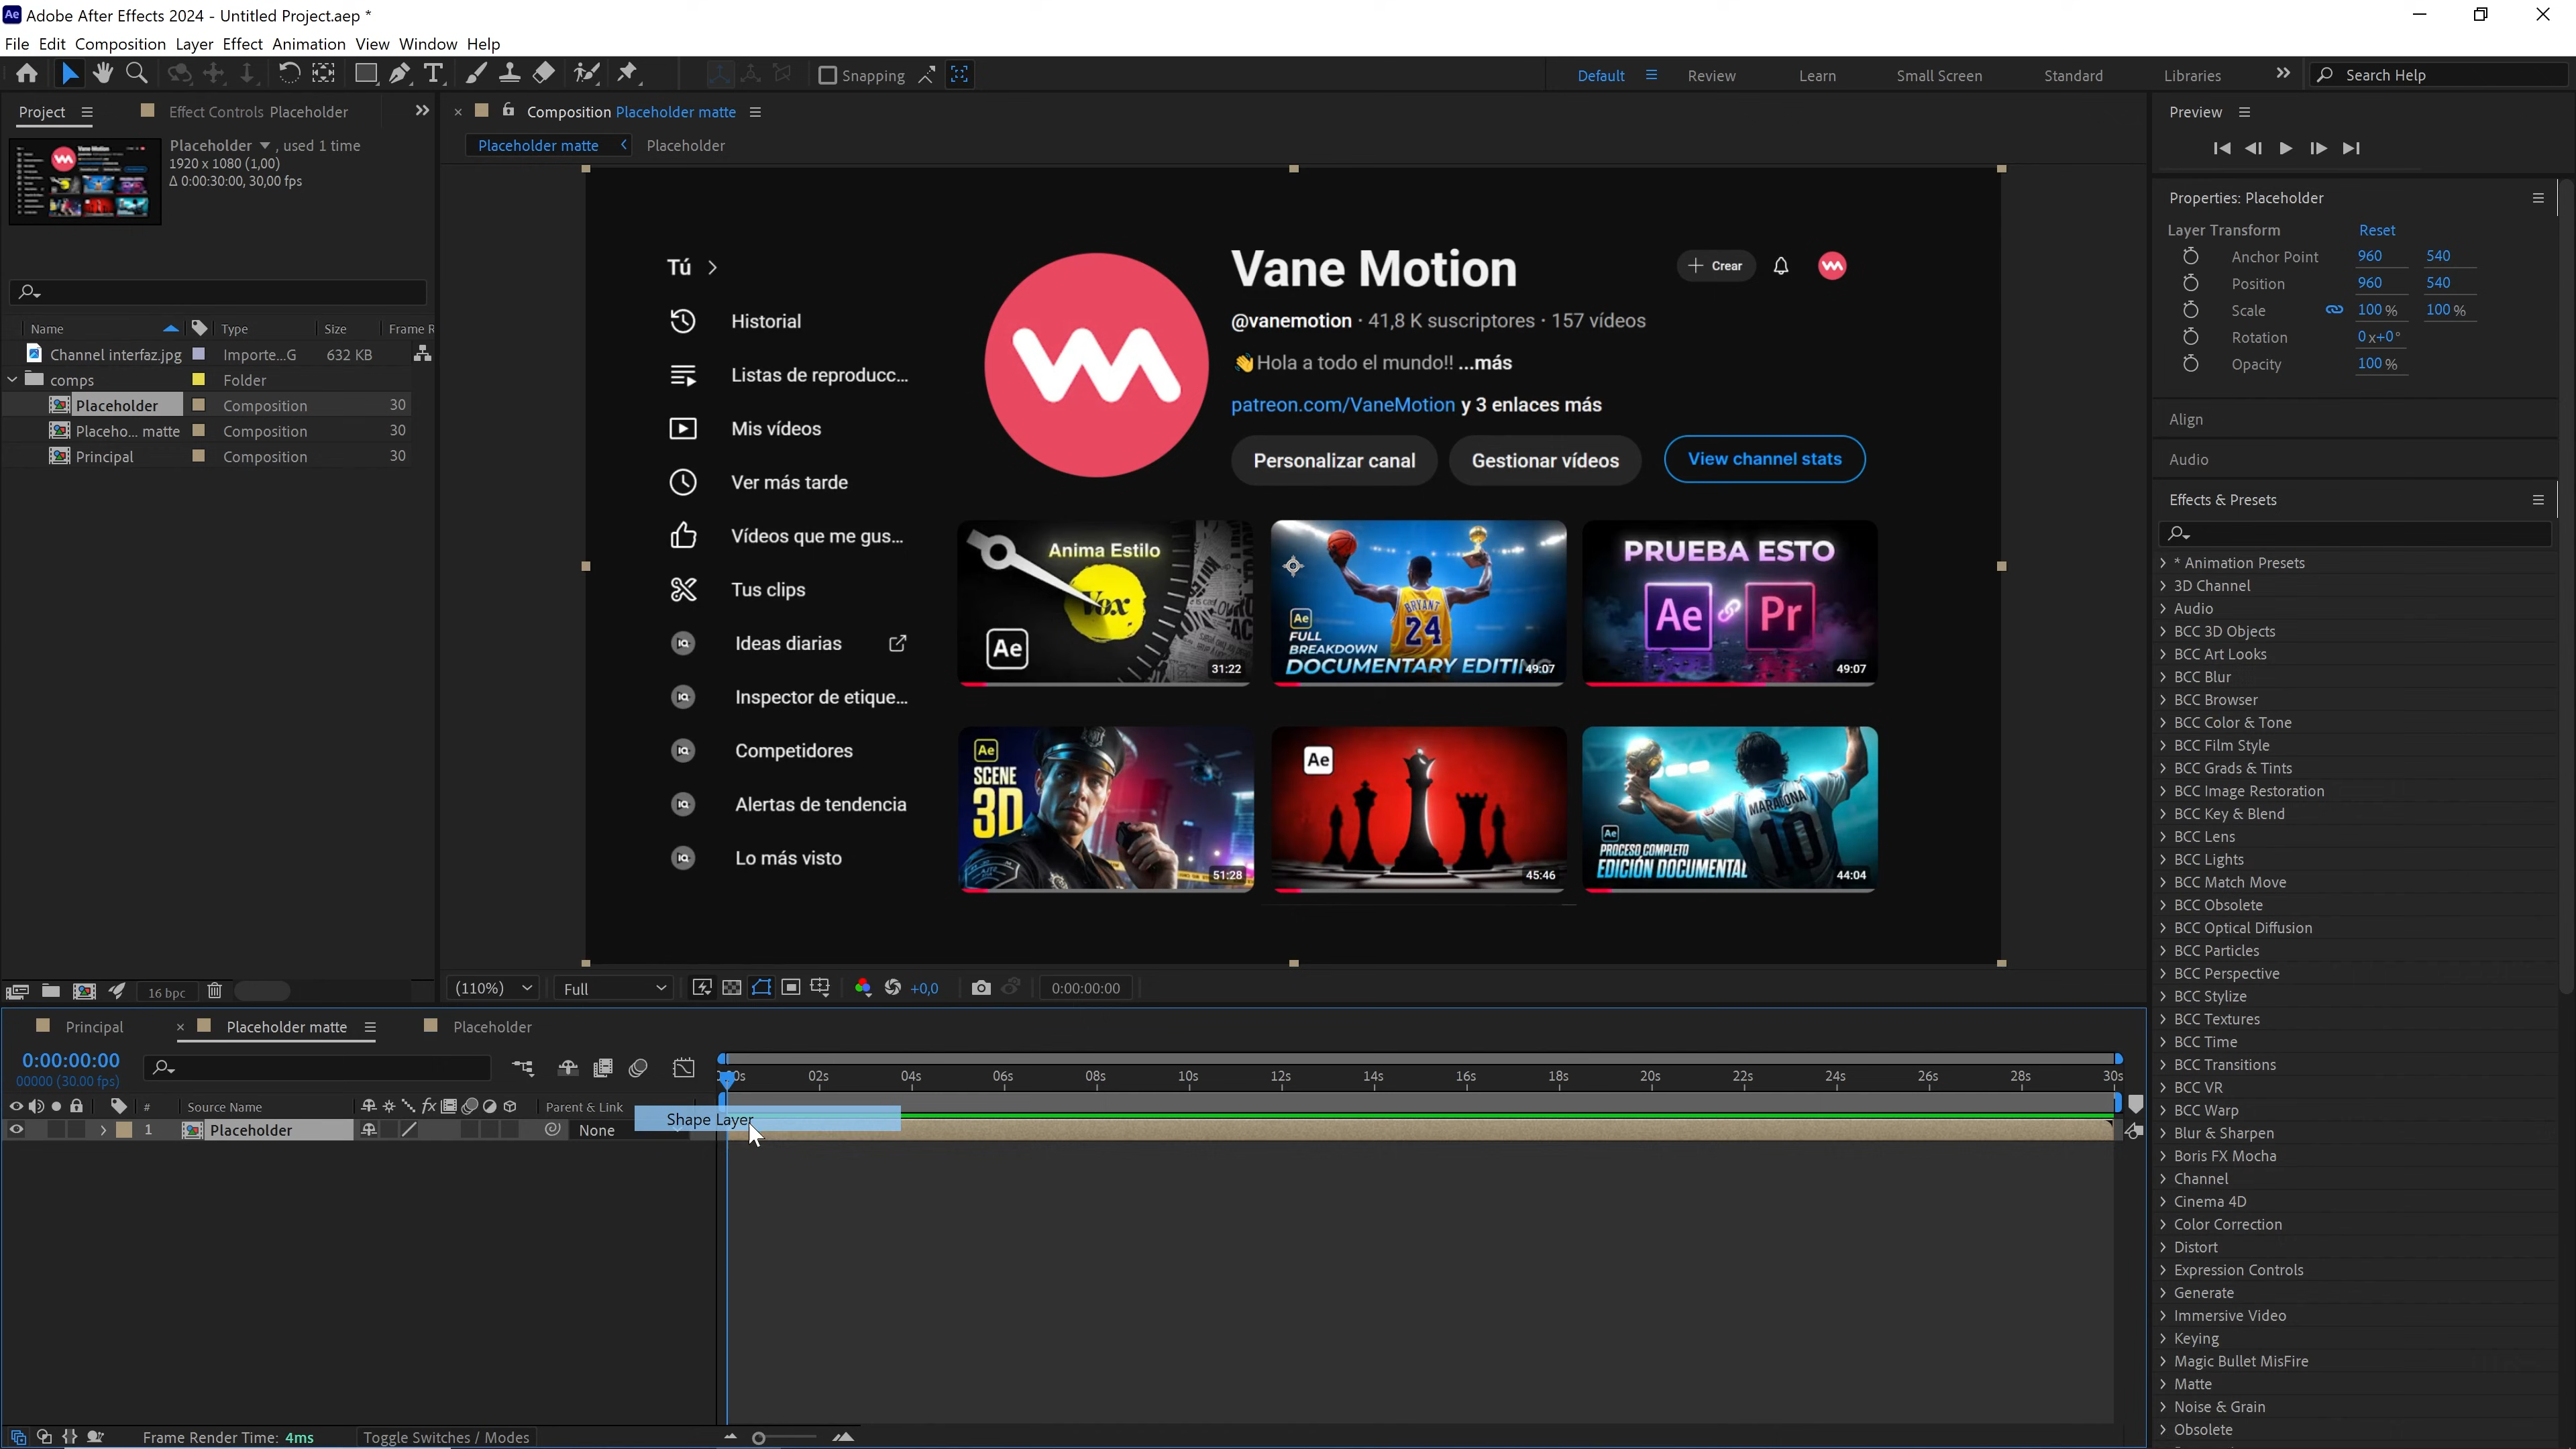 Ae Adobe After Effects 2024 - Untitled Project.aep *
File Edit Composition Layer Effect Animation View Window Help
Snapping
Default Review Learn Small Screen Standard Libraries Search Help
Project Effect Controls Placeholder
Placeholder , used 1 time
1920 x 1080 (1,00)
Δ 0:00:30:00, 30,00 fps
Name Type Size Frame R
Channel interfaz.jpg Importe...G 632 KB
comps Folder
Placeholder Composition 30
Placeho... matte Composition 30
Principal Composition 30
16 bpc
Composition Placeholder matte
Placeholder matte Placeholder
Tú
Historial
Listas de reproducc...
Mis vídeos
Ver más tarde
Vídeos que me gus...
Tus clips
Ideas diarias
Inspector de etique...
Competidores
Alertas de tendencia
Lo más visto
Vane Motion
Crear
@vanemotion · 41,8 K suscriptores · 157 vídeos
👋Hola a todo el mundo!! ...más
patreon.com/VaneMotion y 3 enlaces más
Personalizar canal Gestionar vídeos View channel stats
Anima Estilo
Vox
Ae
31:22
BRYANT
24
Ae
FULL
BREAKDOWN
DOCUMENTARY EDITING
49:07
PRUEBA ESTO
Ae Pr
49:07
Ae
SCENE
3D
51:28
Ae
45:46
MARADONA
10
Ae
PROCESO COMPLETO
EDICIÓN DOCUMENTAL
44:04
(110%) Full +0,0 0:00:00:00
Preview
Properties: Placeholder
Layer Transform Reset
Anchor Point 960 540
Position 960 540
Scale 100 % 100 %
Rotation 0x+0°
Opacity 100 %
Align
Audio
Effects & Presets
* Animation Presets
3D Channel
Audio
BCC 3D Objects
BCC Art Looks
BCC Blur
BCC Browser
BCC Color & Tone
BCC Film Style
BCC Grads & Tints
BCC Image Restoration
BCC Key & Blend
BCC Lens
BCC Lights
BCC Match Move
BCC Obsolete
BCC Optical Diffusion
BCC Particles
BCC Perspective
BCC Stylize
BCC Textures
BCC Time
BCC Transitions
BCC VR
BCC Warp
Blur & Sharpen
Boris FX Mocha
Channel
Cinema 4D
Color Correction
Distort
Expression Controls
Generate
Immersive Video
Keying
Magic Bullet MisFire
Matte
Noise & Grain
Obsolete
Principal Placeholder matte Placeholder
0:00:00:00
00000 (30.00 fps)
02s 04s 06s 08s 10s 12s 14s 16s 18s 20s 22s 24s 26s 28s 30s
# Source Name fx Parent & Link
Shape Layer
1 Placeholder None
Frame Render Time: 4ms Toggle Switches / Modes